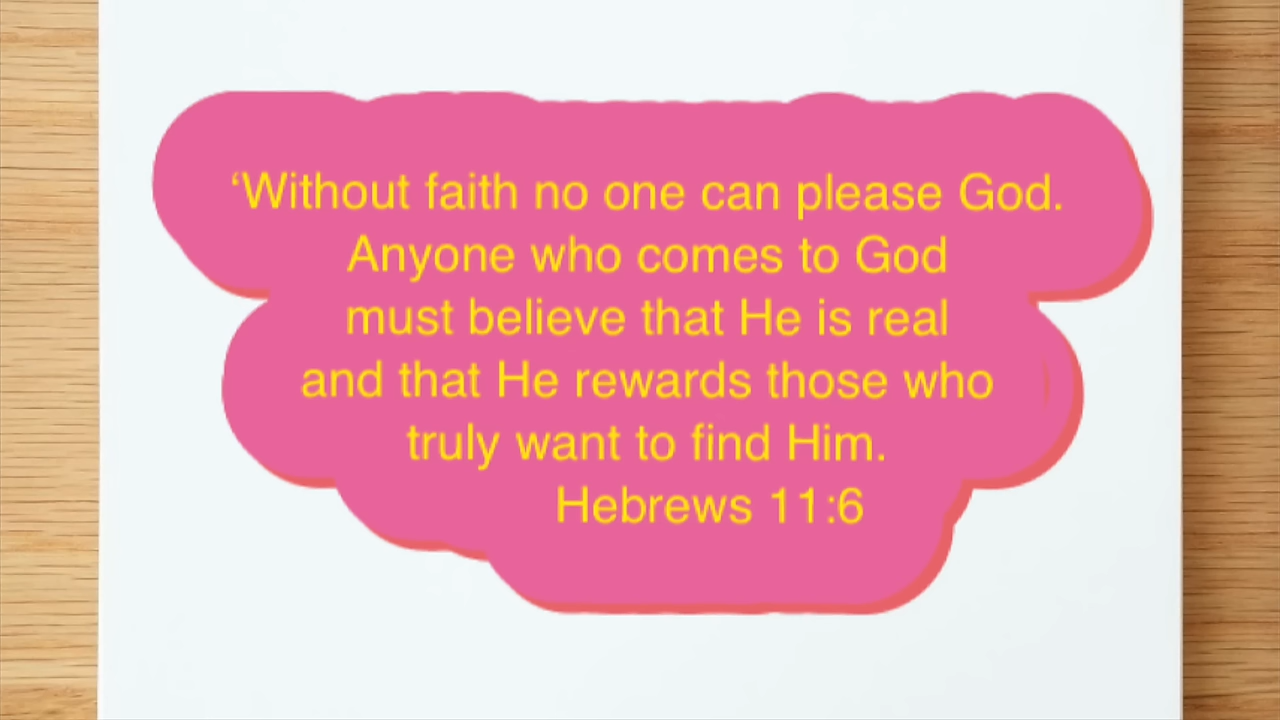 ‘Without faith no one can please God.
Anyone who comes to God
must believe that He is real
and that He rewards those who
truly want to find Him.
Hebrews 11:6